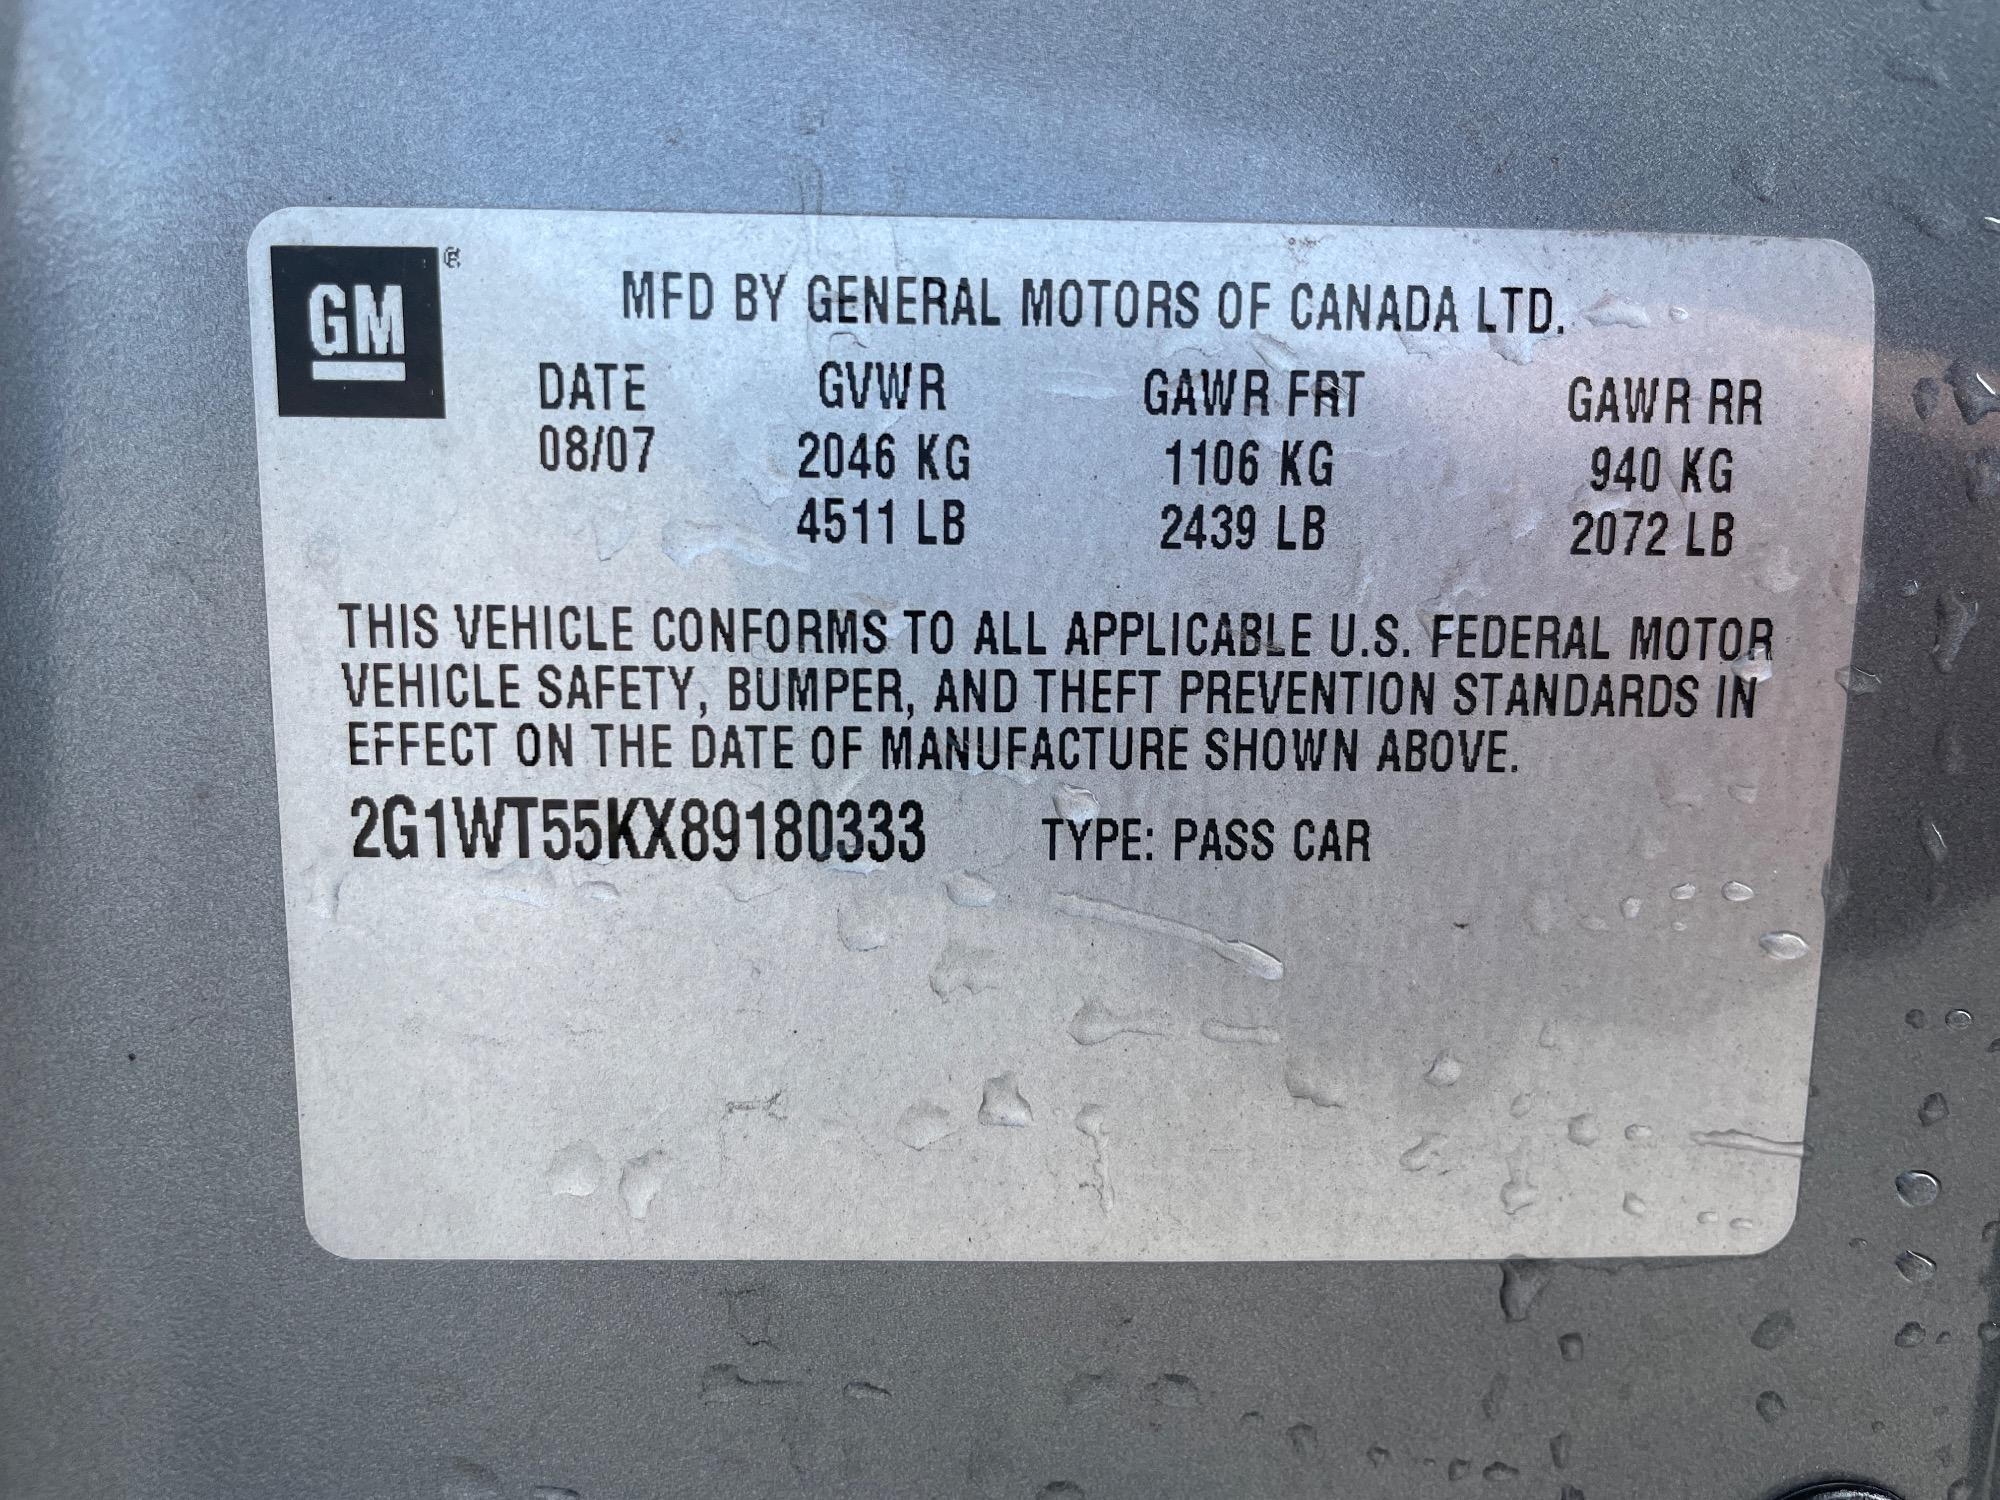 GM ®
MFD BY GENERAL MOTORS OF CANADA LTD.
DATE GVWR GAWR FRT GAWR RR
08/07 2046 KG 1106 KG 940 KG
4511 LB 2439 LB 2072 LB
THIS VEHICLE CONFORMS TO ALL APPLICABLE U.S. FEDERAL MOTOR
VEHICLE SAFETY, BUMPER, AND THEFT PREVENTION STANDARDS IN
EFFECT ON THE DATE OF MANUFACTURE SHOWN ABOVE.
2G1WT55KX89180333 TYPE: PASS CAR